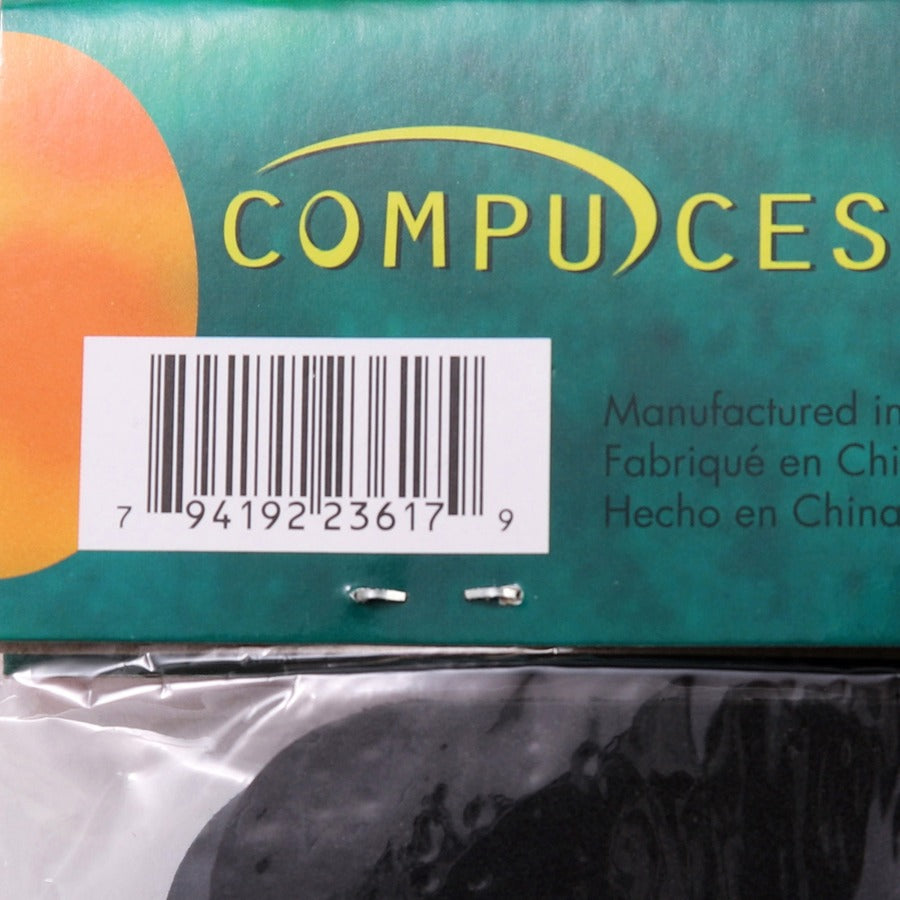 COMPUCES
Manufactured in
Fabriqué en Chi
Hecho en China
7 94192 23617 9